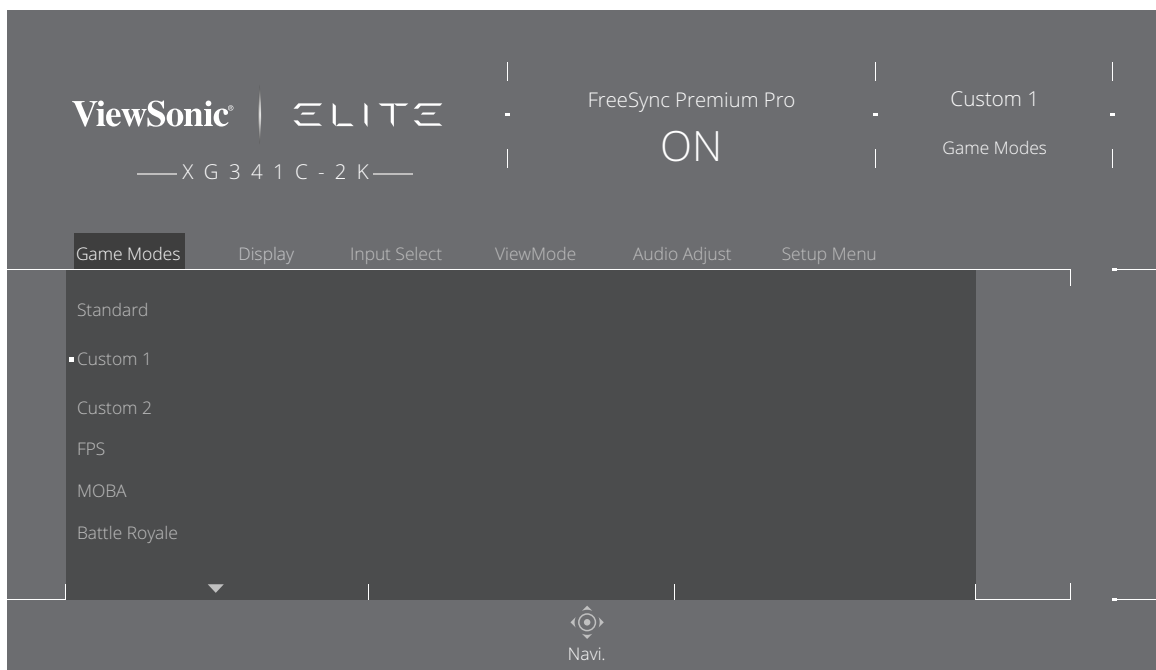 ViewSonic® ELITE
XG341C-2K
FreeSync Premium Pro
ON
Custom 1
Game Modes
Game Modes Display Input Select ViewMode Audio Adjust Setup Menu
Standard
Custom 1
Custom 2
FPS
MOBA
Battle Royale
Navi.